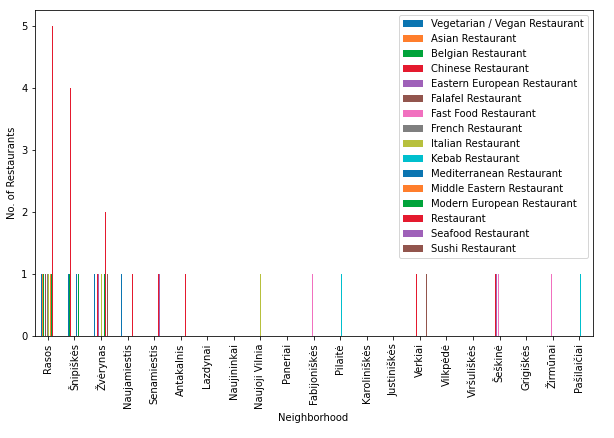 Vegetarian / Vegan Restaurant
Asian Restaurant
Belgian Restaurant
Chinese Restaurant
Eastern European Restaurant
Falafel Restaurant
Fast Food Restaurant
French Restaurant
Italian Restaurant
Kebab Restaurant
Mediterranean Restaurant
Middle Eastern Restaurant
Modern European Restaurant
Restaurant
Seafood Restaurant
Sushi Restaurant
No. of Restaurants
5
4
3
2
1
0
Rasos
Šnipiškės
Žvėrynas
Naujamiestis
Senamiestis
Antakalnis
Lazdynai
Naujininkai
Naujoji Vilnia
Paneriai
Fabijoniškės
Pilaitė
Karoliniškės
Justiniškės
Verkiai
Vilkpėdė
Viršuliškės
Šeškinė
Grigiškės
Žirmūnai
Pašilaičiai
Neighborhood